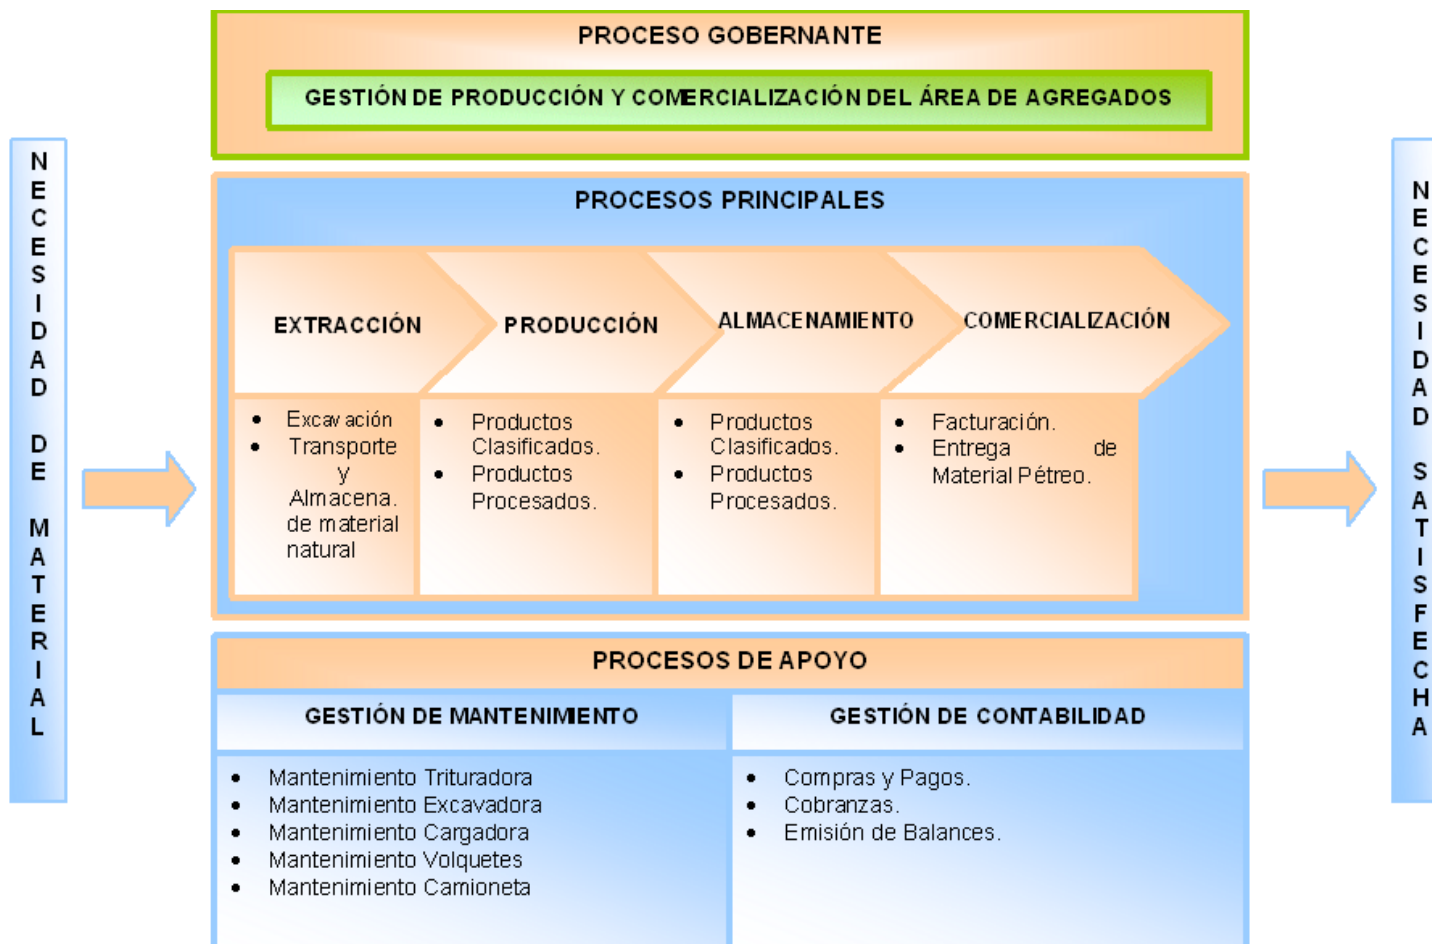 PROCESO GOBERNANTE
GESTIÓN DE PRODUCCIÓN Y COMERCIALIZACIÓN DEL ÁREA DE AGREGADOS
NECESIDAD DE MATERIAL
PROCESOS PRINCIPALES
EXTRACCIÓN
• Excavación
• Transporte
y
Almacena.
de material
natural
PRODUCCIÓN
• Productos
Clasificados.
• Productos
Procesados.
ALMACENAMIENTO
• Productos
Clasificados.
• Productos
Procesados.
COMERCIALIZACIÓN
• Facturación.
• Entrega de
Material Pétreo.
NECESIDAD SATISFECHA
PROCESOS DE APOYO
GESTIÓN DE MANTENIMIENTO
• Mantenimiento Trituradora
• Mantenimiento Excavadora
• Mantenimiento Cargadora
• Mantenimiento Volquetes
• Mantenimiento Camioneta
GESTIÓN DE CONTABILIDAD
• Compras y Pagos.
• Cobranzas.
• Emisión de Balances.